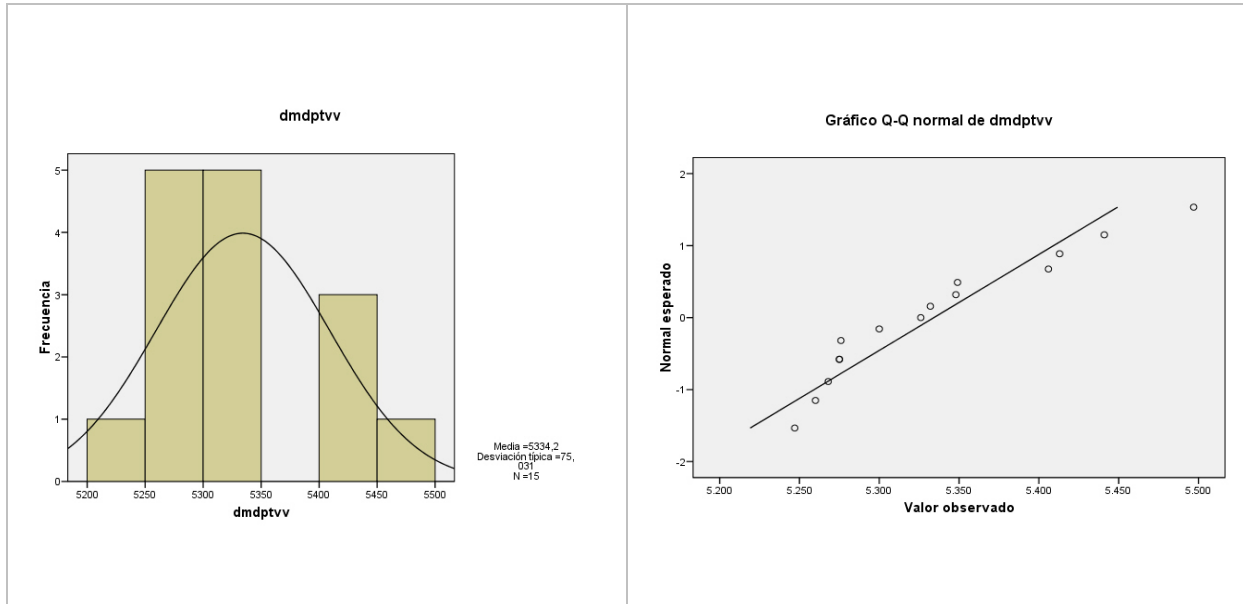 dmdptvv
Frecuencia
5
4
3
2
1
0
5200 5250 5300 5350 5400 5450 5500
dmdptvv
Media =5334,2
Desviación típica =75,
031
N =15
Gráfico Q-Q normal de dmdptvv
Normal esperado
2
1
0
-1
-2
5.200 5.250 5.300 5.350 5.400 5.450 5.500
Valor observado